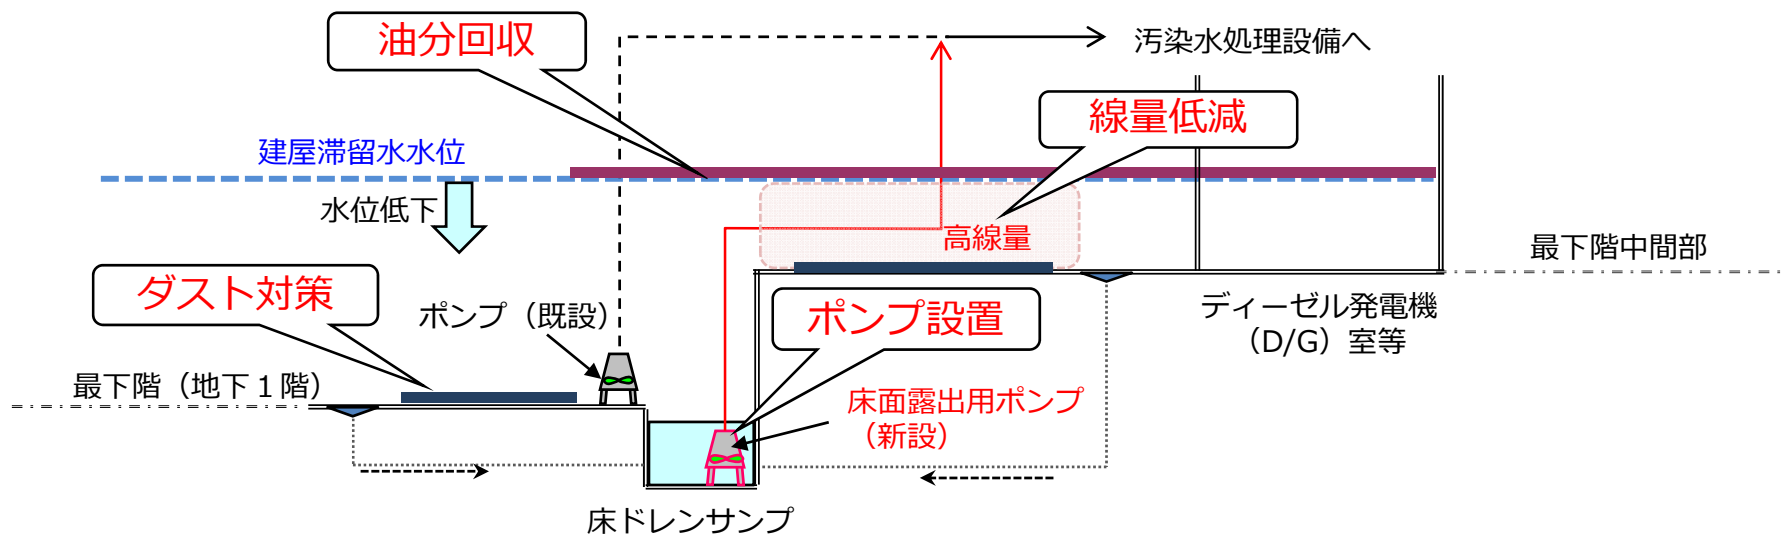 油分回収
汚染水処理設備へ
線量低減
建屋滞留水水位
水位低下
高線量
最下階中間部
ダスト対策
ポンプ（既設）
ポンプ設置
ディーゼル発電機
（D/G）室等
最下階（地下１階）
床面露出用ポンプ
（新設）
床ドレンサンプ